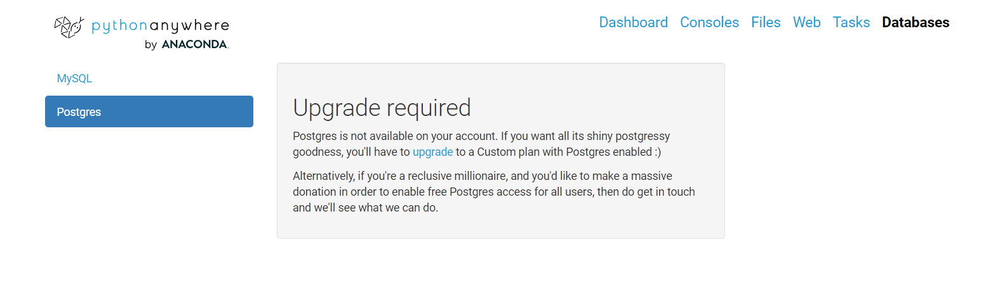 pythonanywhere
by ANACONDA.
Dashboard Consoles Files Web Tasks Databases
MySQL
Postgres
Upgrade required
Postgres is not available on your account. If you want all its shiny postgressy
goodness, you'll have to upgrade to a Custom plan with Postgres enabled :)
Alternatively, if you're a reclusive millionaire, and you'd like to make a massive
donation in order to enable free Postgres access for all users, then do get in touch
and we'll see what we can do.